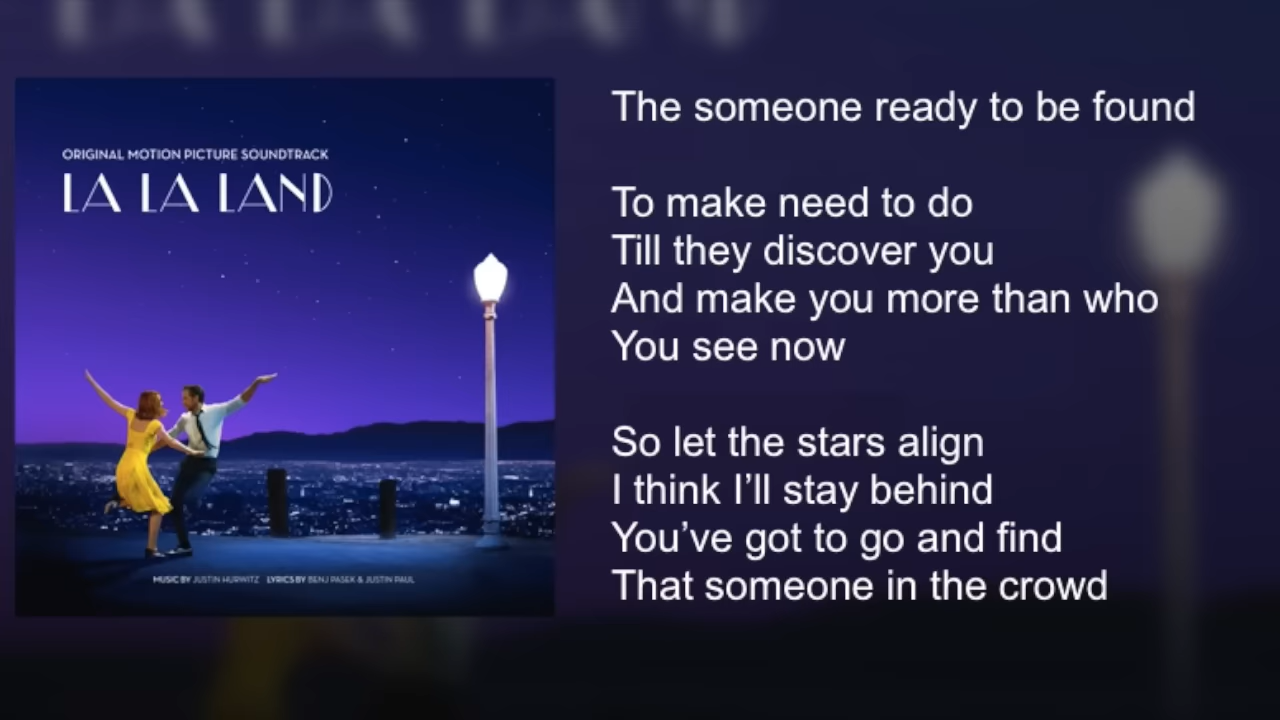 ORIGINAL MOTION PICTURE SOUNDTRACK
LA LA LAND
MUSIC BY JUSTIN HURWITZ LYRICS BY BENJ PASEK & JUSTIN PAUL
The someone ready to be found
To make need to do
Till they discover you
And make you more than who
You see now
So let the stars align
I think I’ll stay behind
You’ve got to go and find
That someone in the crowd